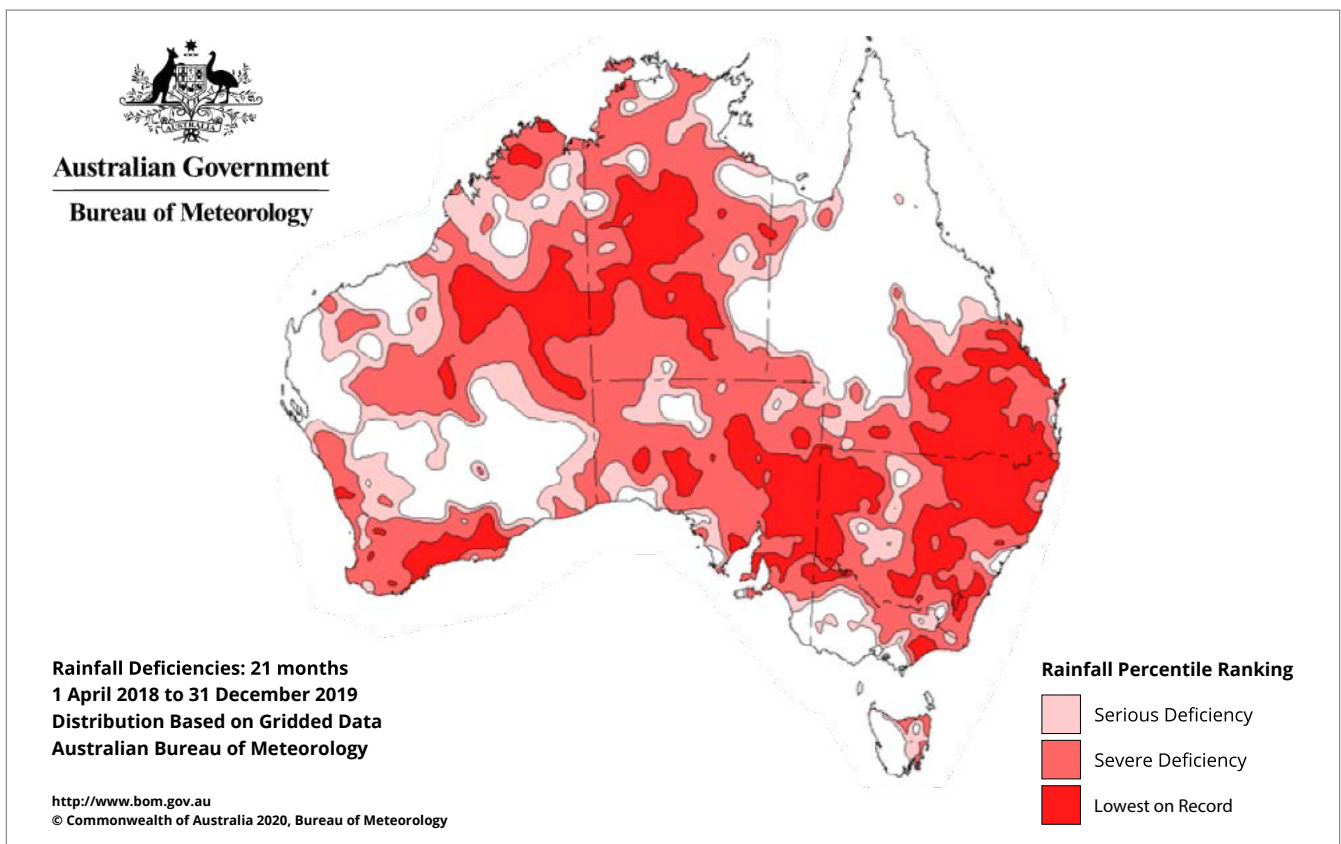 AUSTRALIA
Australian Government
Bureau of Meteorology
Rainfall Deficiencies: 21 months
1 April 2018 to 31 December 2019
Distribution Based on Gridded Data
Australian Bureau of Meteorology
http://www.bom.gov.au
© Commonwealth of Australia 2020, Bureau of Meteorology
Rainfall Percentile Ranking
Serious Deficiency
Severe Deficiency
Lowest on Record